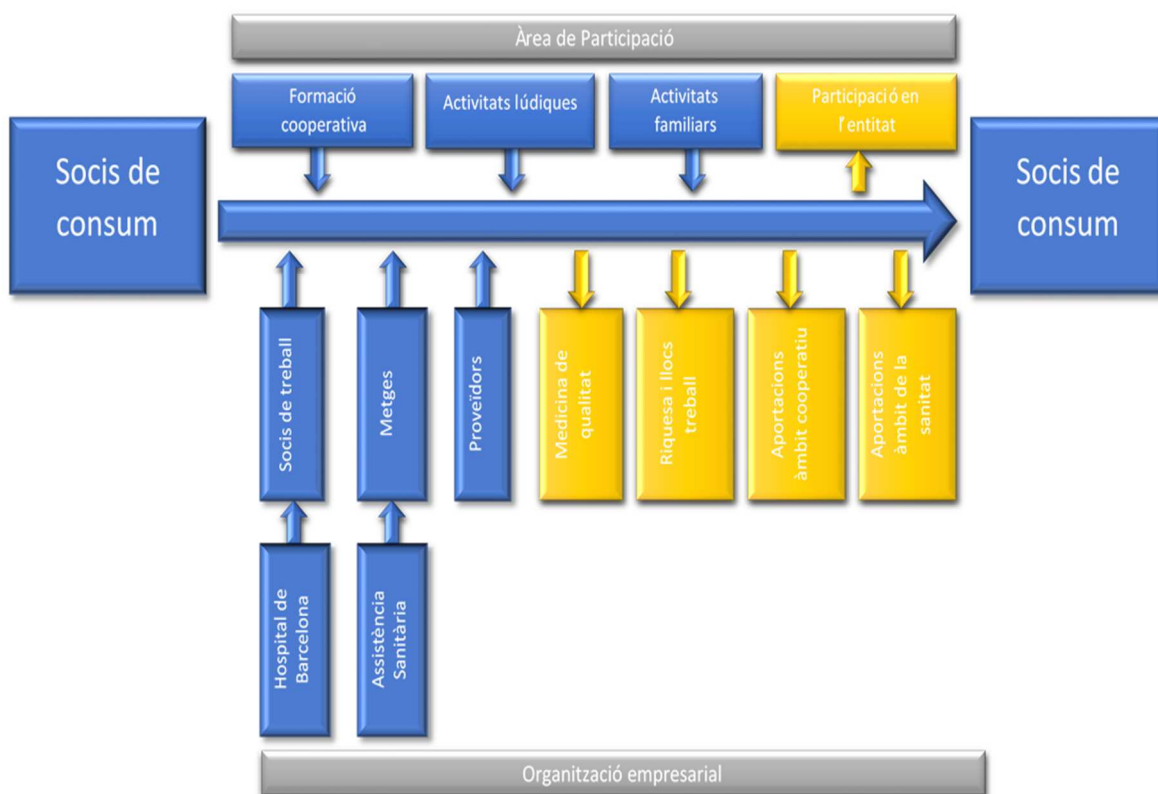 Àrea de Participació
Formació
cooperativa
Activitats lúdiques
Activitats
familiars
Participació en
l'entitat
Socis de
consum
Socis de
consum
Socis de treball
Metges
Proveïdors
Medicina de
qualitat
Riquesa i llocs
treball
Aportacions
àmbit cooperatiu
Aportacions
àmbit de la
sanitat
Hospital de
Barcelona
Assistència
Sanitària
Organització empresarial